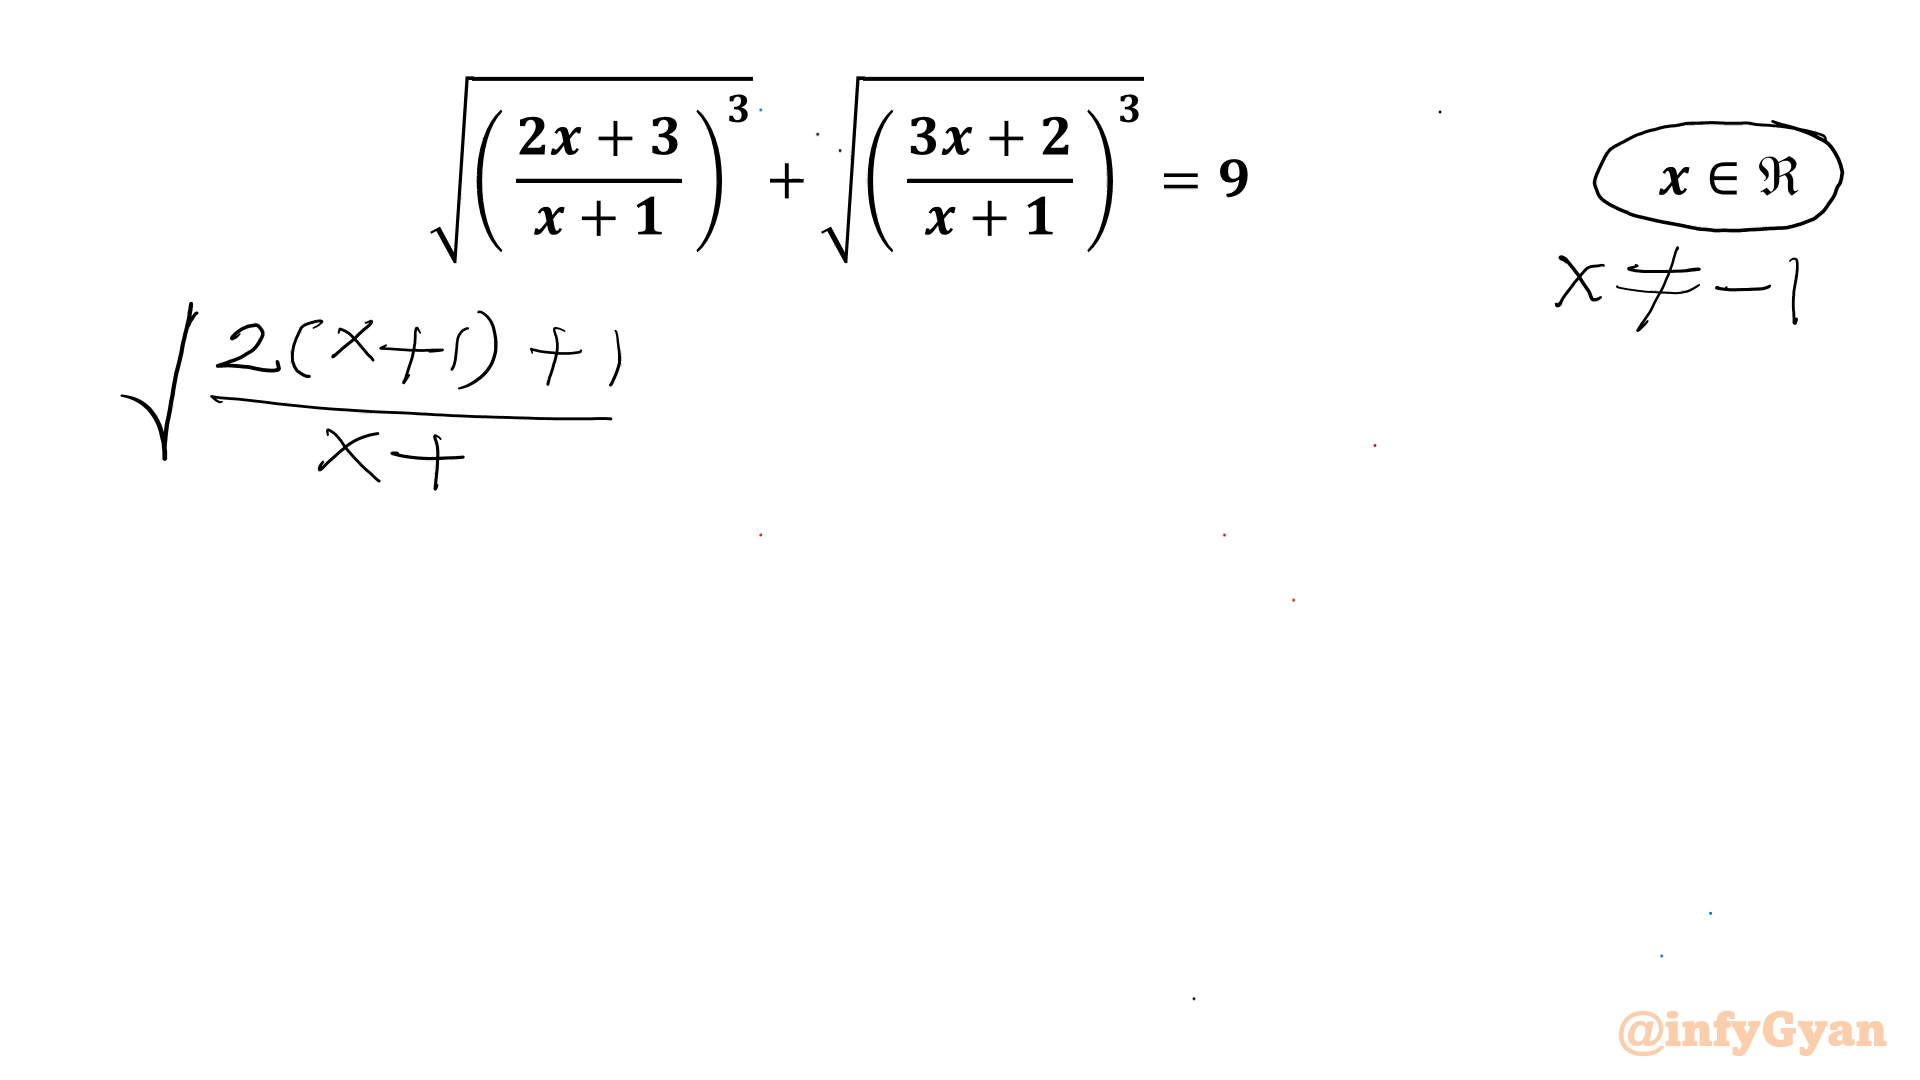 √((2x + 3)/(x + 1))³ + √((3x + 2)/(x + 1))³ = 9
x ∈ ℜ
x ≠ -1
√(2(x+1)+1)/(x+
@infyGyan